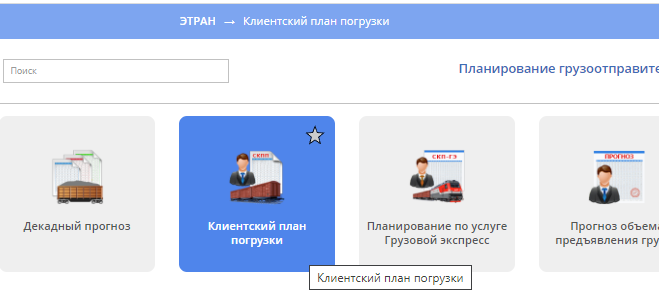 ЭТРАН → Клиентский план погрузки
Поиск
Планирование грузоотправите
СКПП
СКП-ГЭ
ПРОГНОЗ
Декадный прогноз
Клиентский план
погрузки
Планирование по услуге
Грузовой экспресс
Прогноз объема
предъявления гру
Клиентский план погрузки